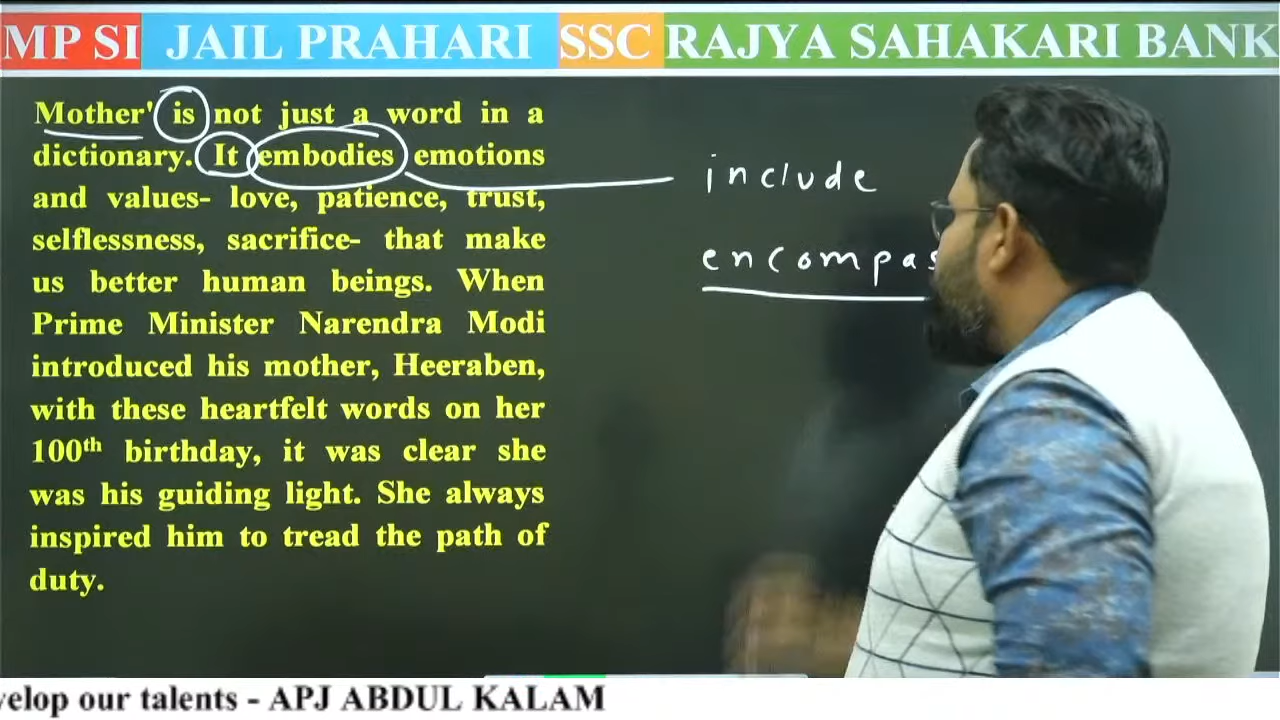 MP SI JAIL PRAHARI SSC RAJYA SAHAKARI BANK
Mother' is not just a word in a
dictionary. It embodies emotions
and values- love, patience, trust,
selflessness, sacrifice- that make
us better human beings. When
Prime Minister Narendra Modi
introduced his mother, Heeraben,
with these heartfelt words on her
100th birthday, it was clear she
was his guiding light. She always
inspired him to tread the path of
duty.
include
encompas
velop our talents - APJ ABDUL KALAM